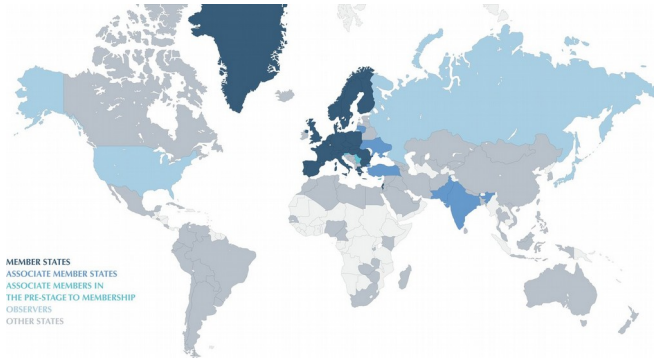 MEMBER STATES
ASSOCIATE MEMBER STATES
ASSOCIATE MEMBERS IN
THE PRE-STAGE TO MEMBERSHIP
OBSERVERS
OTHER STATES